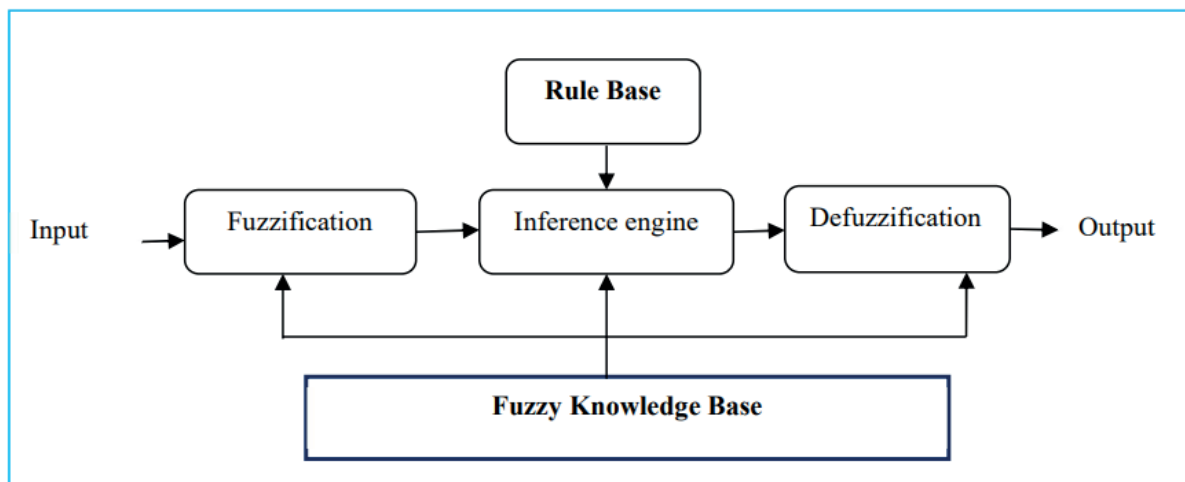 Rule Base
Input
Fuzzification
Inference engine
Defuzzification
Output
Fuzzy Knowledge Base